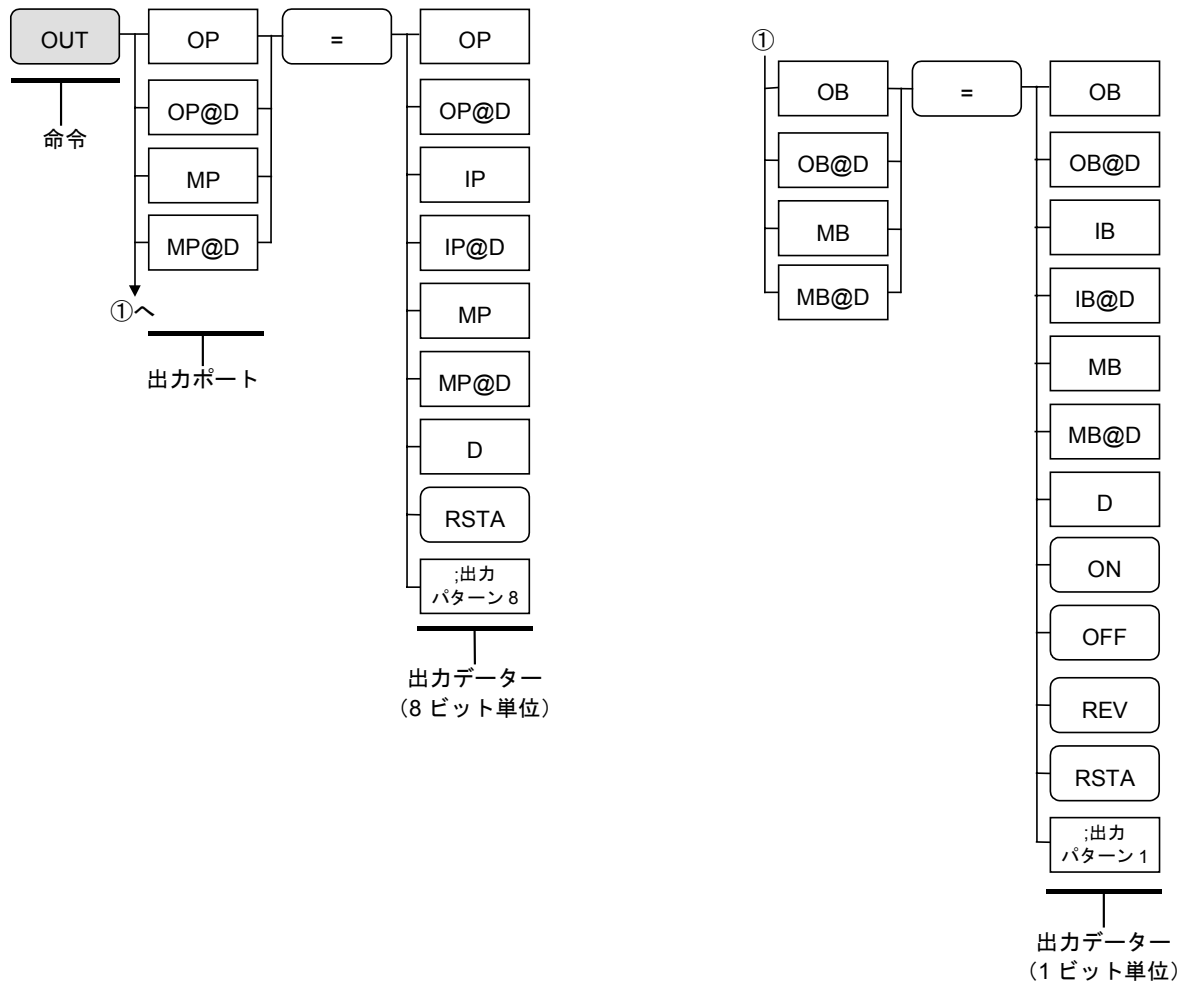 OUT
OP
=
OP
OP@D
OP@D
命令
MP
IP
MP@D
IP@D
①へ
MP
出力ポート
MP@D
D
RSTA
;出力
パターン 8
出力データー
（8 ビット単位）
①
OB
=
OB
OB@D
OB@D
MB
IB
MB@D
IB@D
MB
MB@D
D
ON
OFF
REV
RSTA
;出力
パターン 1
出力データー
（1 ビット単位）